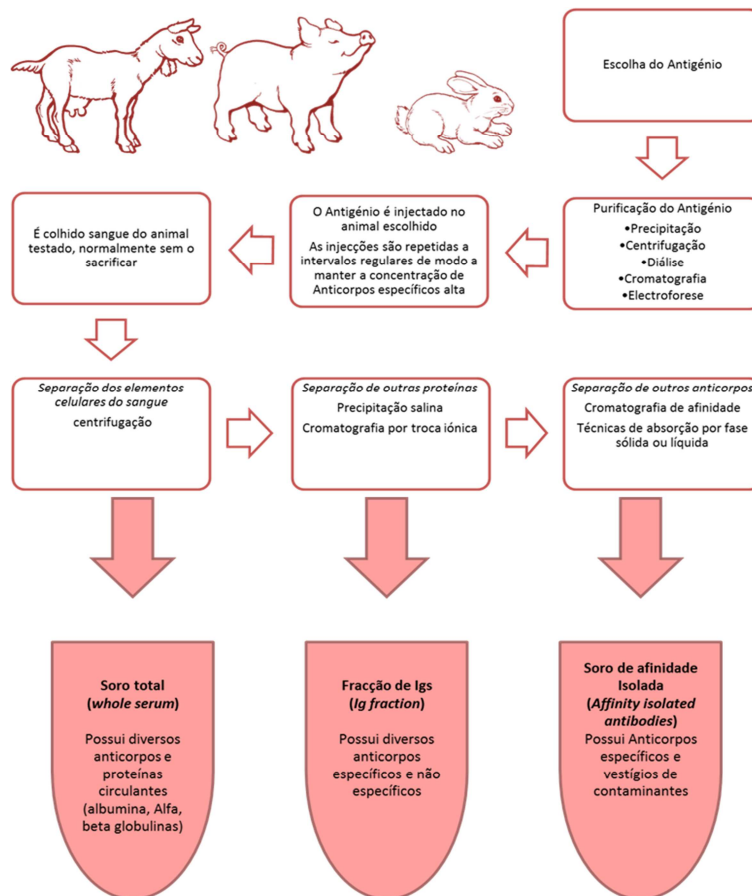 Escolha do Antigénio
Purificação do Antigénio
•Precipitação
•Centrifugação
•Diálise
•Cromatografia
•Electroforese
O Antigénio é injectado no
animal escolhido
As injecções são repetidas a
intervalos regulares de modo a
manter a concentração de
Anticorpos específicos alta
É colhido sangue do animal
testado, normalmente sem o
sacrificar
Separação dos elementos
celulares do sangue
centrifugação
Separação de outras proteínas
Precipitação salina
Cromatografia por troca iónica
Separação de outros anticorpos
Cromatografia de afinidade
Técnicas de absorção por fase
sólida ou líquida
Soro total
(whole serum)
Possui diversos
anticorpos e
proteínas
circulantes
(albumina, Alfa,
beta globulinas)
Fracção de Igs
(Ig fraction)
Possui diversos
anticorpos
específicos e não
específicos
Soro de afinidade
Isolada
(Affinity isolated
antibodies)
Possui Anticorpos
específicos e
vestígios de
contaminantes